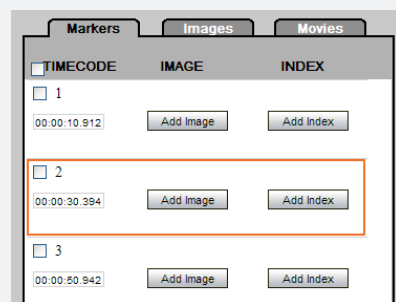 Markers Images Movies
TIMECODE IMAGE INDEX
1
00:00:10.912 Add Image Add Index
2
00:00:30.394 Add Image Add Index
3
00:00:50.942 Add Image Add Index